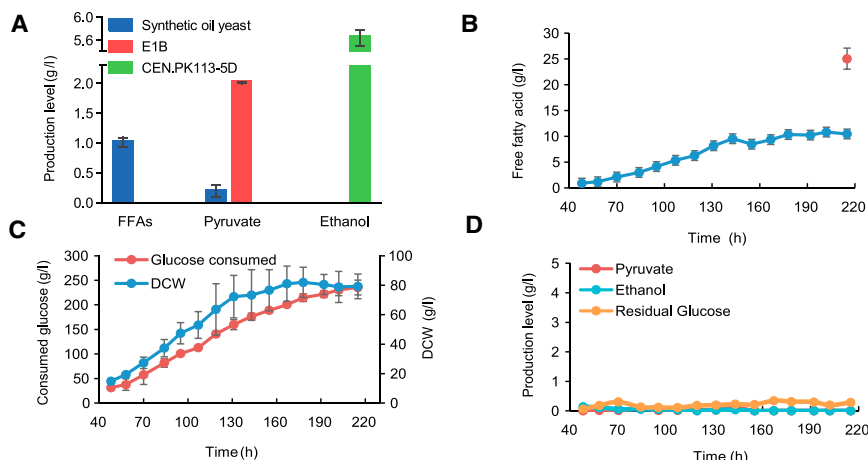 A
Production level (g/l)
6.0
5.6
2.0
1.0
0.0
Synthetic oil yeast
E1B
CEN.PK113-5D
FFAs Pyruvate Ethanol
B
Free fatty acid (g/l)
30
25
20
15
10
5
0
40 70 100 130 160 190 220
Time (h)
C
Consumed glucose (g/l)
300
250
200
150
100
50
0
Glucose consumed
DCW
100
80
60
40
20
0
DCW (g/l)
40 70 100 130 160 190 220
Time (h)
D
Production level (g/l)
5
4
3
2
1
0
Pyruvate
Ethanol
Residual Glucose
40 70 100 130 160 190 220
Time (h)